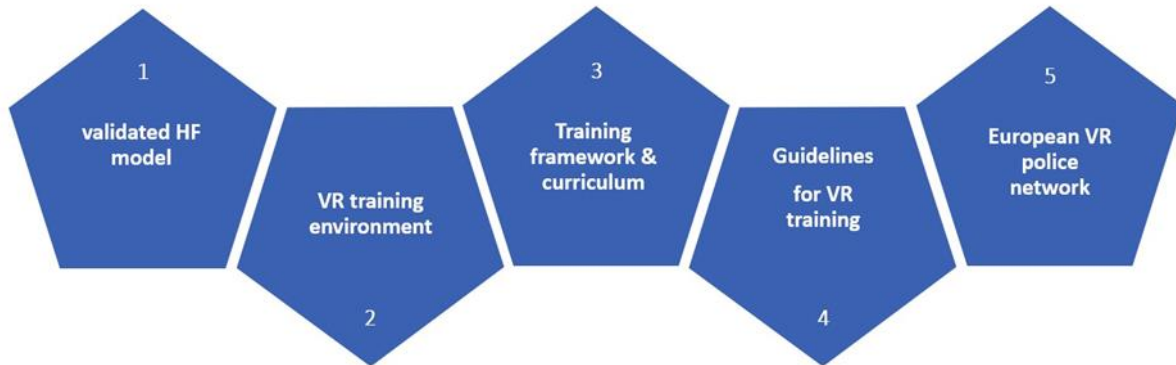 1
validated HF
model
VR training
environment
2
3
Training
framework &
curriculum
Guidelines
for VR
training
4
5
European VR
police
network